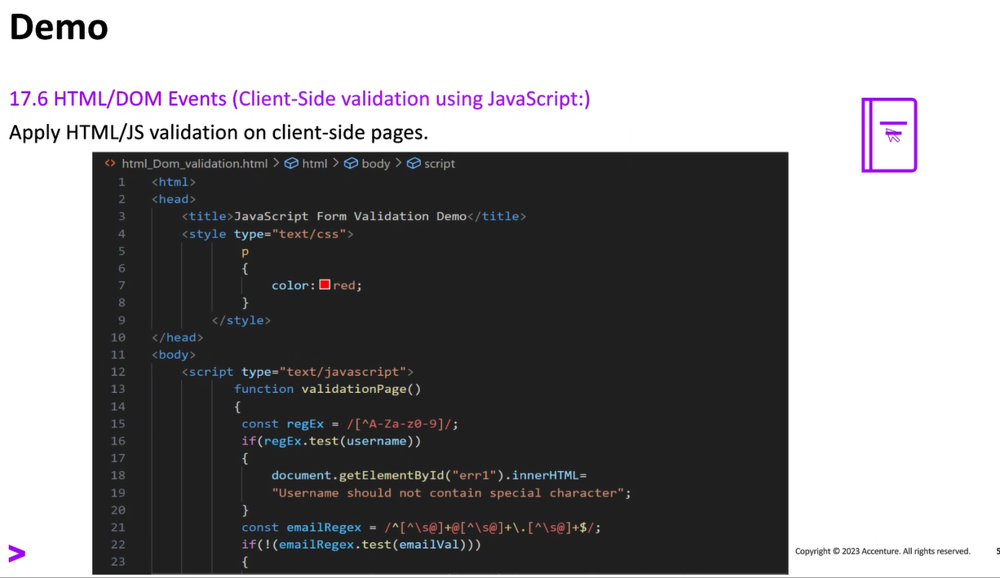 Demo
17.6 HTML/DOM Events (Client-Side validation using JavaScript:)
Apply HTML/JS validation on client-side pages.
<> html_Dom_validation.html > html > body > script
1 <html>
2 <head>
3 <title>JavaScript Form Validation Demo</title>
4 <style type="text/css">
5 p
6 {
7 color: red;
8 }
9 </style>
10 </head>
11 <body>
12 <script type="text/javascript">
13 function validationPage()
14 {
15 const regEx = /[^A-Za-z0-9]/;
16 if(regEx.test(username))
17 {
18 document.getElementById("err1").innerHTML=
19 "Username should not contain special character";
20 }
21 const emailRegex = /^[^\s@]+@[^\s@]+\.[^\s@]+$/;
22 if(!(emailRegex.test(emailVal)))
23 {
>
Copyright © 2023 Accenture. All rights reserved. 5